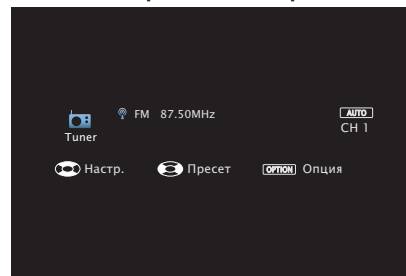 FM 87.50MHz
AUTO
Tuner
CH 1
Настр. Пресет OPTION Опция